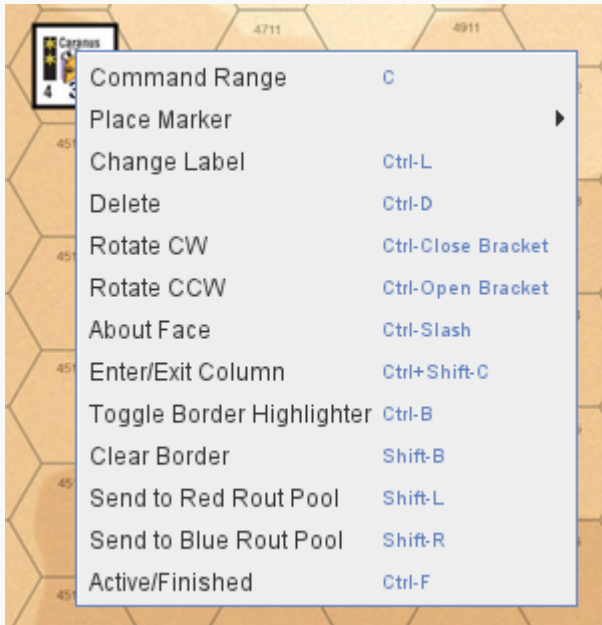 4711
4911
Caranus
4 3
Command Range C
Place Marker
Change Label Ctrl-L
Delete Ctrl-D
Rotate CW Ctrl-Close Bracket
Rotate CCW Ctrl-Open Bracket
About Face Ctrl-Slash
Enter/Exit Column Ctrl+Shift-C
Toggle Border Highlighter Ctrl-B
Clear Border Shift-B
Send to Red Rout Pool Shift-L
Send to Blue Rout Pool Shift-R
Active/Finished Ctrl-F